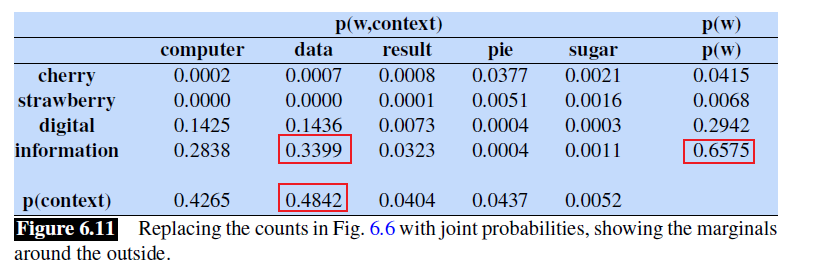 p(w,context) p(w)
computer data result pie sugar p(w)
cherry 0.0002 0.0007 0.0008 0.0377 0.0021 0.0415
strawberry 0.0000 0.0000 0.0001 0.0051 0.0016 0.0068
digital 0.1425 0.1436 0.0073 0.0004 0.0003 0.2942
information 0.2838 0.3399 0.0323 0.0004 0.0011 0.6575
p(context) 0.4265 0.4842 0.0404 0.0437 0.0052
Figure 6.11 Replacing the counts in Fig. 6.6 with joint probabilities, showing the marginals
around the outside.